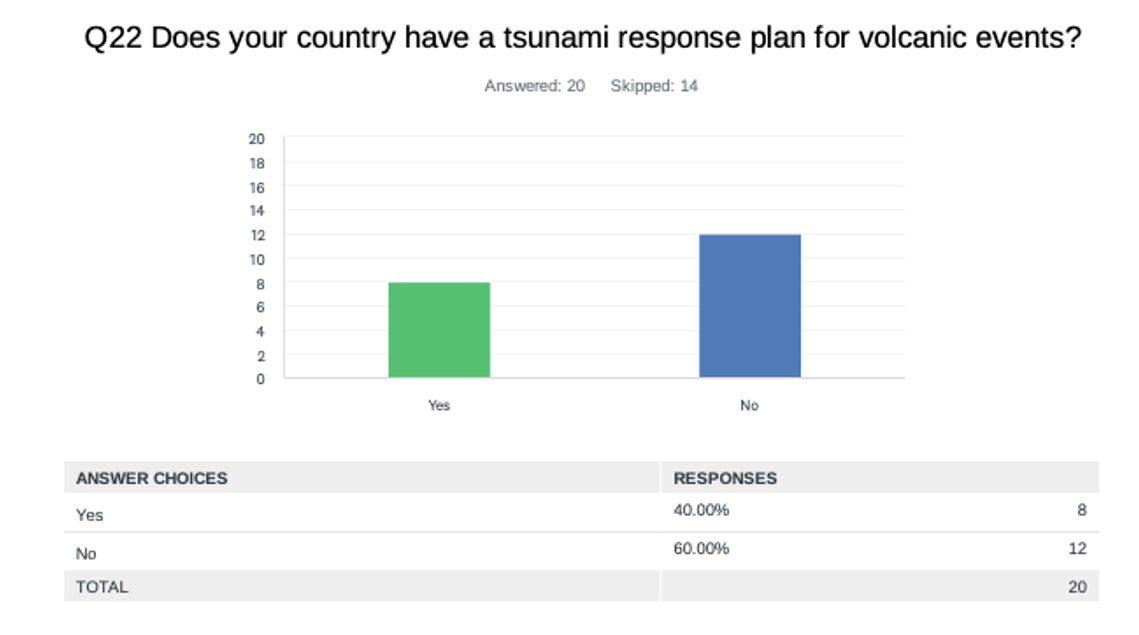 Q22 Does your country have a tsunami response plan for volcanic events?
Answered: 20 Skipped: 14
20
18
16
14
12
10
8
6
4
2
0
Yes No
ANSWER CHOICES RESPONSES
Yes 40.00% 8
No 60.00% 12
TOTAL 20